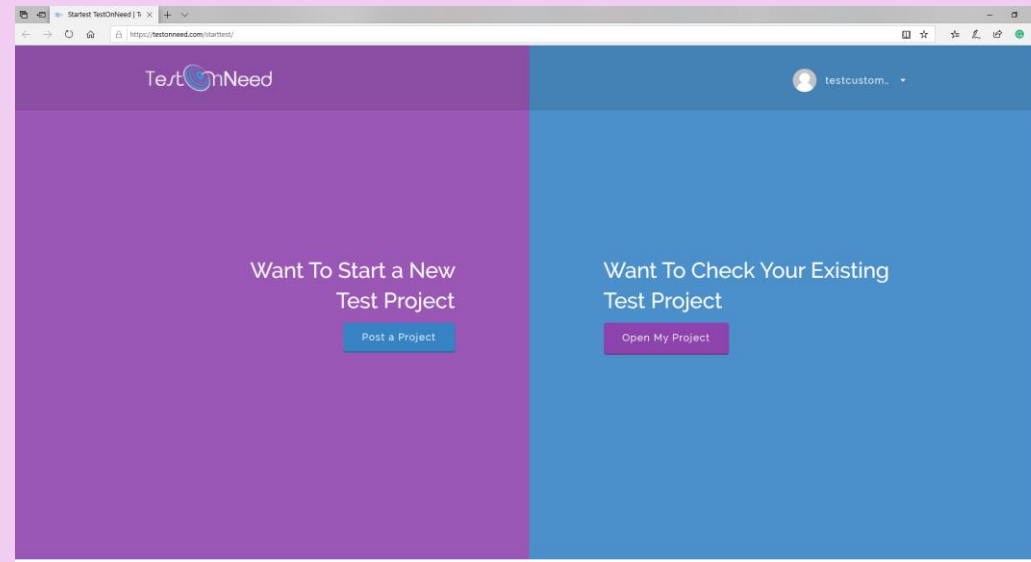 Startest TestOnNeed | Te
https://testonneed.com/starttest/
TestOnNeed
testcustom..
Want To Start a New
Test Project
Post a Project
Want To Check Your Existing
Test Project
Open My Project